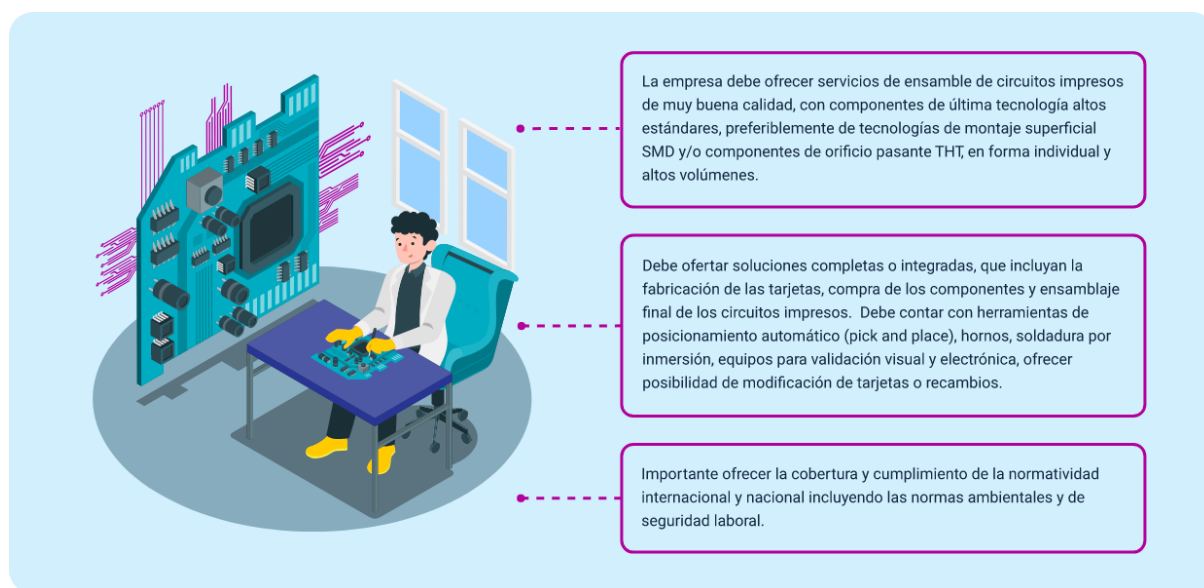 La empresa debe ofrecer servicios de ensamble de circuitos impresos
de muy buena calidad, con componentes de última tecnología altos
estándares, preferiblemente de tecnologías de montaje superficial
SMD y/o componentes de orificio pasante THT, en forma individual y
altos volúmenes.
Debe ofertar soluciones completas o integradas, que incluyan la
fabricación de las tarjetas, compra de los componentes y ensamblaje
final de los circuitos impresos. Debe contar con herramientas de
posicionamiento automático (pick and place), hornos, soldadura por
inmersión, equipos para validación visual y electrónica, ofrecer
posibilidad de modificación de tarjetas o recambios.
Importante ofrecer la cobertura y cumplimiento de la normatividad
internacional y nacional incluyendo las normas ambientales y de
seguridad laboral.